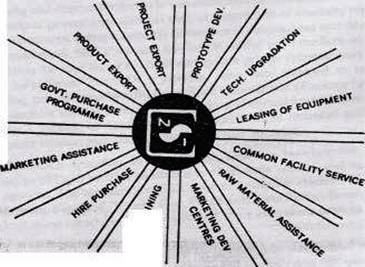 PROJECT EXPORT
PROTOTYPE DEV.
TECH. UPGRADATION
LEASING OF EQUIPMENT
COMMON FACILITY SERVICE
RAW MATERIAL ASSISTANCE
MARKETING DEV
CENTRES
NING
HIRE PURCHASE
MARKETING ASSISTANCE
GOVT. PURCHASE
PROGRAMME
PRODUCT EXPORT